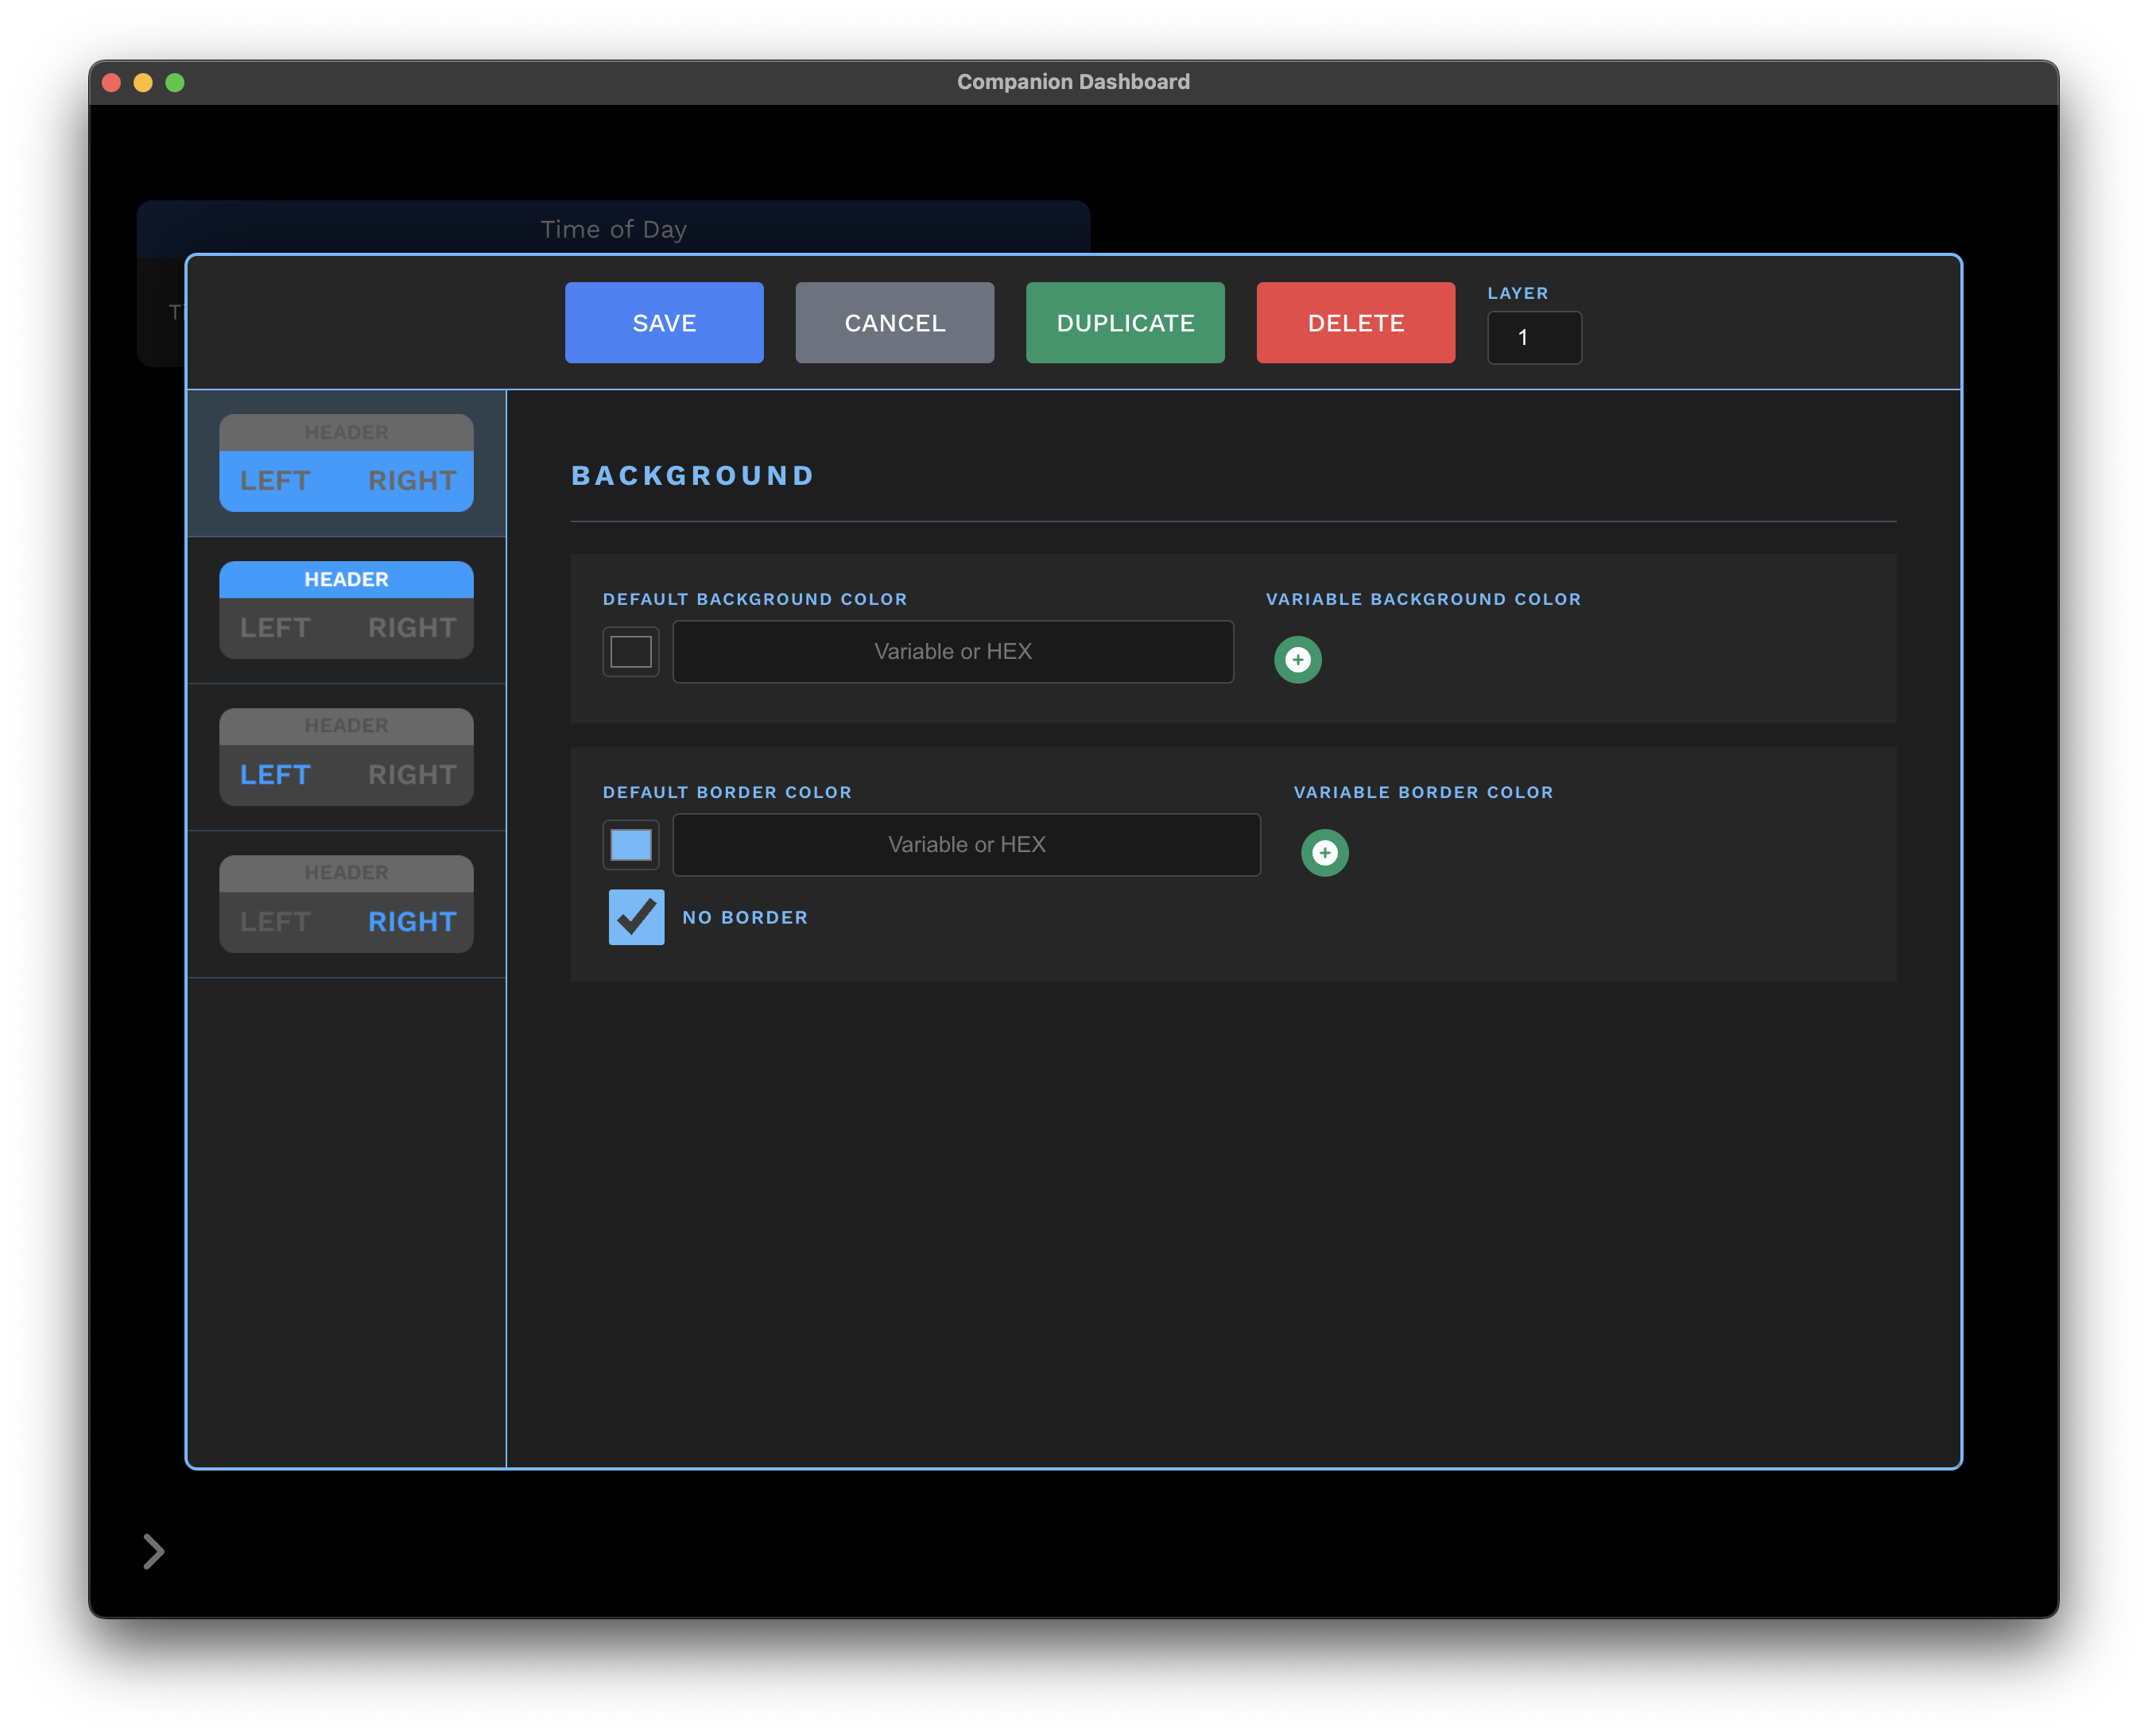 Companion Dashboard
Time of Day
SAVE
CANCEL
DUPLICATE
DELETE
LAYER
1
HEADER
LEFT RIGHT
HEADER
LEFT RIGHT
HEADER
LEFT RIGHT
HEADER
LEFT RIGHT
BACKGROUND
DEFAULT BACKGROUND COLOR
Variable or HEX
VARIABLE BACKGROUND COLOR
DEFAULT BORDER COLOR
Variable or HEX
VARIABLE BORDER COLOR
NO BORDER